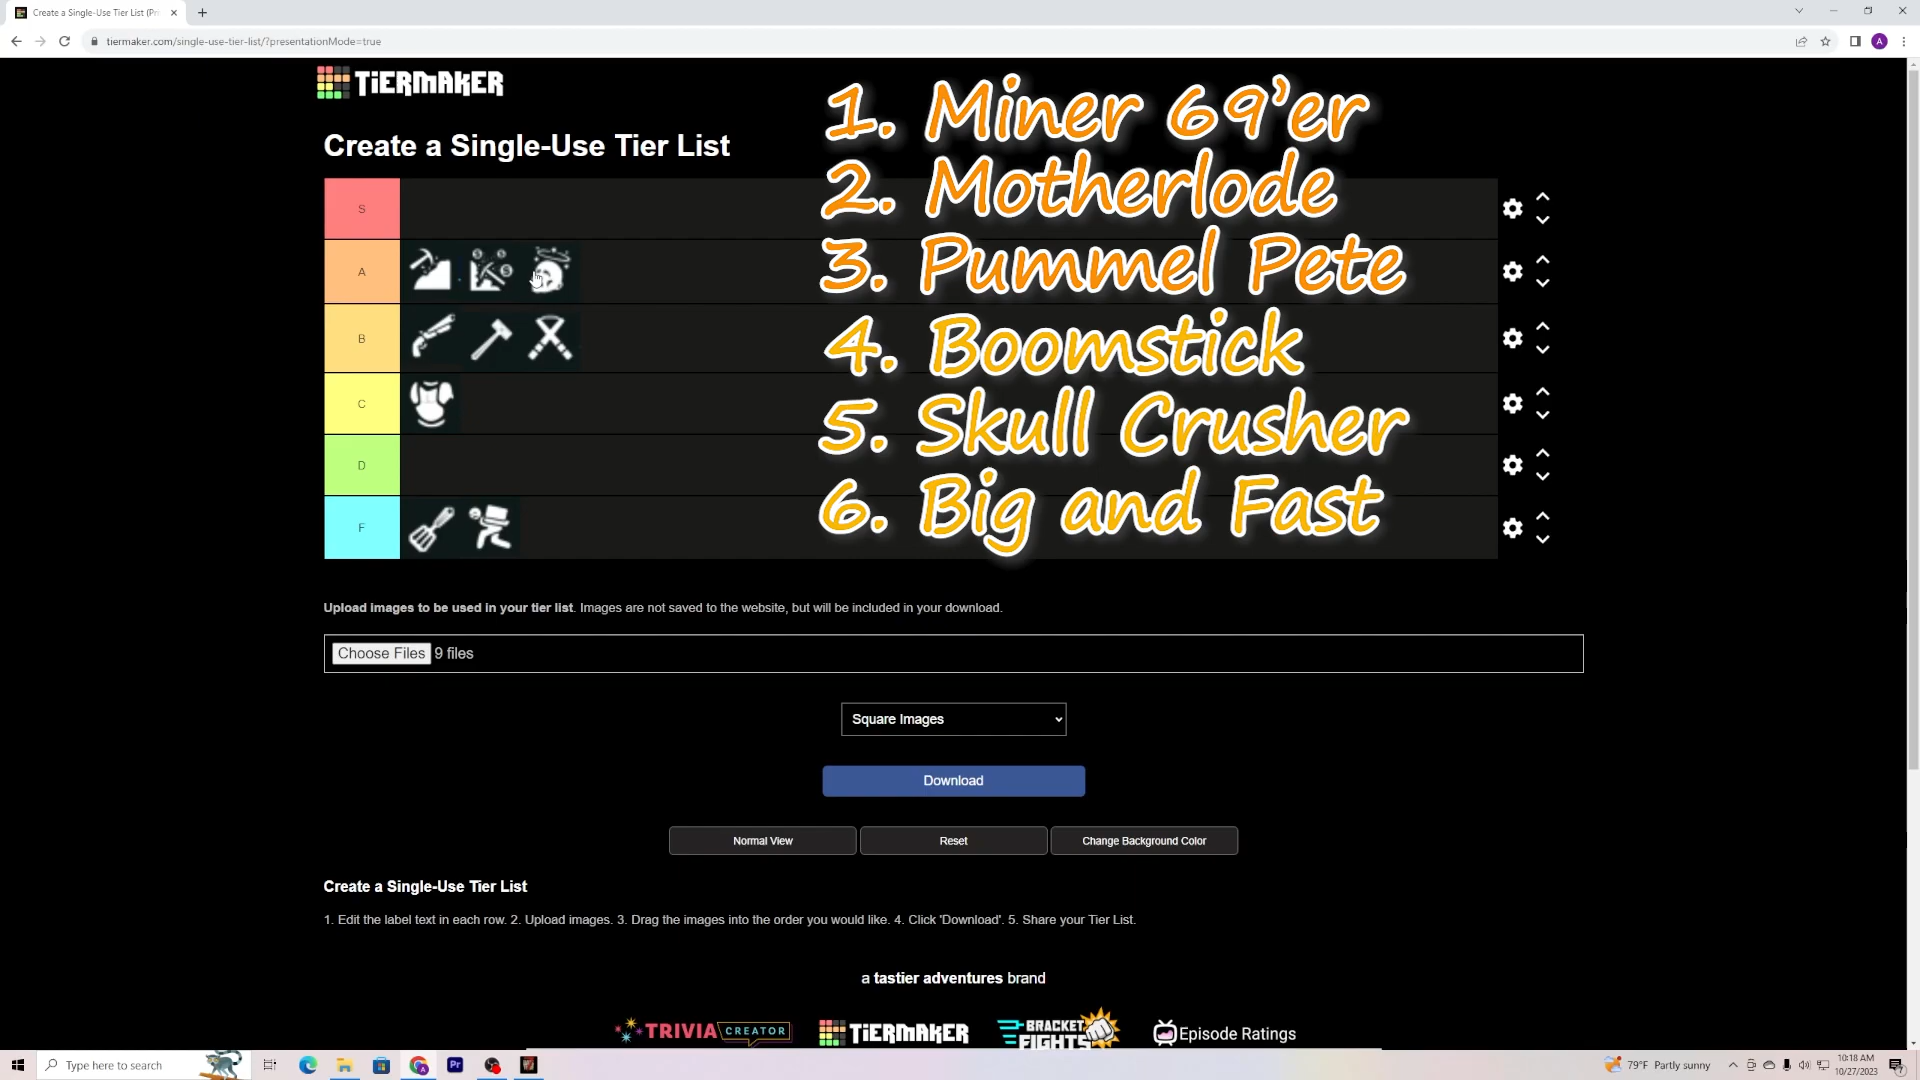 Create a Single-Use Tier List (Pr
tiermaker.com/single-use-tier-list/?presentationMode=true
A
TiERMAKER
Create a Single-Use Tier List
1. Miner 69'er
2. Motherlode
3. Pummel Pete
4. Boomstick
5. Skull Crusher
6. Big and Fast
S
A
B
C
D
F
Upload images to be used in your tier list. Images are not saved to the website, but will be included in your download.
Choose Files 9 files
Square Images
Download
Normal View
Reset
Change Background Color
Create a Single-Use Tier List
1. Edit the label text in each row. 2. Upload images. 3. Drag the images into the order you would like. 4. Click 'Download'. 5. Share your Tier List.
a tastier adventures brand
TRIVIA CREATOR
TiERMAKER
BRACKET FIGHTS
Episode Ratings
Type here to search
Pr
79°F Partly sunny
10:18 AM
10/27/2023